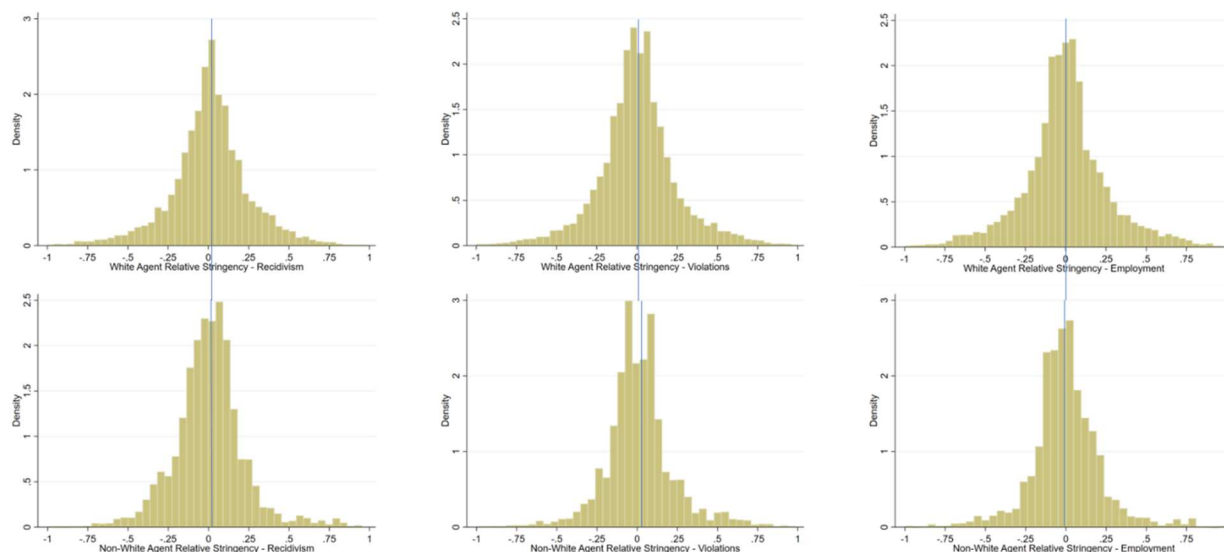 3
2
1
0
Density
-1 -.75 -.5 -.25 0 .25 .5 .75 1
White Agent Relative Stringency - Recidivism
2.5
2
1.5
1
.5
0
Density
-1 -.75 -.5 -.25 0 .25 .5 .75 1
White Agent Relative Stringency - Violations
2.5
2
1.5
1
.5
0
Density
-1 -.75 -.5 -.25 0 .25 .5 .75
White Agent Relative Stringency - Employment
2.5
2
1.5
1
.5
0
Density
-1 -.75 -.5 -.25 0 .25 .5 .75 1
Non-White Agent Relative Stringency - Recidivism
3
2
1
0
Density
-1 -.75 -.5 -.25 0 .25 .5 .75 1
Non-White Agent Relative Stringency - Violations
3
2
1
0
Density
-1 -.75 -.5 -.25 0 .25 .5 .75
Non-White Agent Relative Stringency - Employment